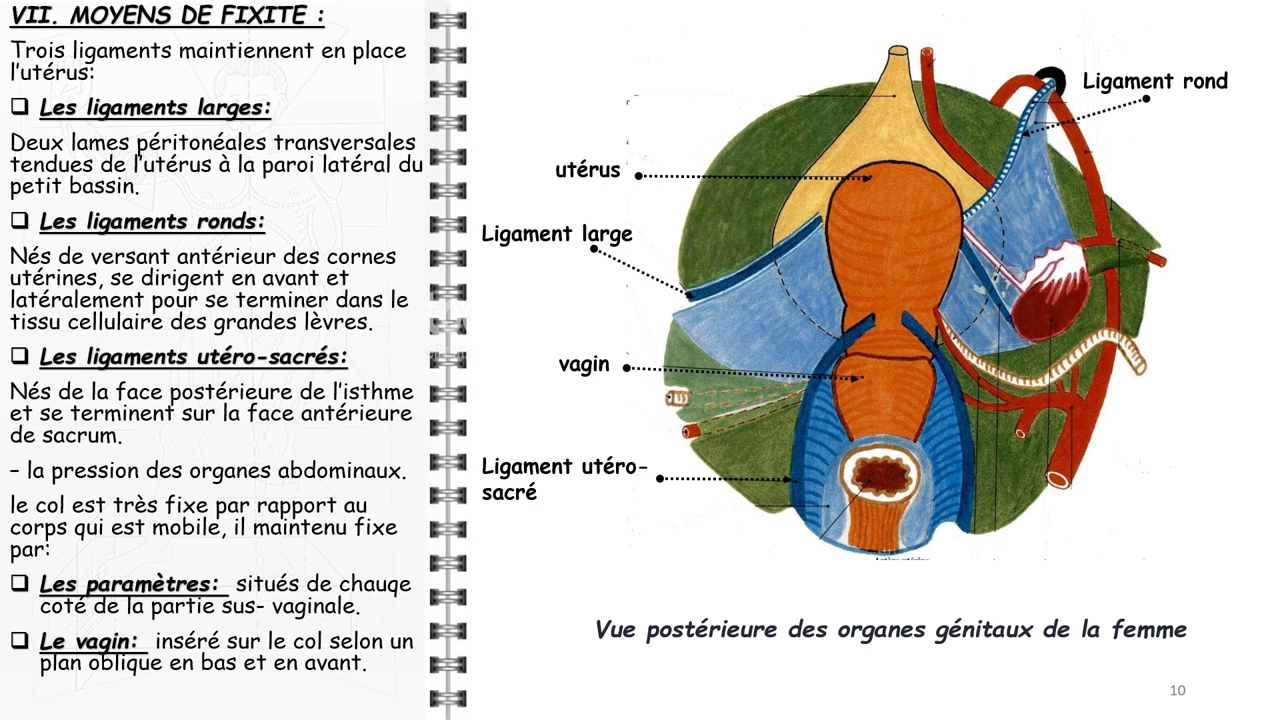 VII. MOYENS DE FIXITE :
Trois ligaments maintiennent en place
l'utérus:
❑ Les ligaments larges:
Deux lames péritonéales transversales
tendues de l'utérus à la paroi latéral du
petit bassin.
❑ Les ligaments ronds:
Nés de versant antérieur des cornes
utérines, se dirigent en avant et
latéralement pour se terminer dans le
tissu cellulaire des grandes lèvres.
❑ Les ligaments utéro-sacrés:
Nés de la face postérieure de l'isthme
et se terminent sur la face antérieure
de sacrum.
– la pression des organes abdominaux.
le col est très fixe par rapport au
corps qui est mobile, il maintenu fixe
par:
❑ Les paramètres: situés de chauqe
coté de la partie sus- vaginale.
❑ Le vagin: inséré sur le col selon un
plan oblique en bas et en avant.
Ligament rond
utérus
Ligament large
vagin
Ligament utéro-
sacré
Vue postérieure des organes génitaux de la femme
10